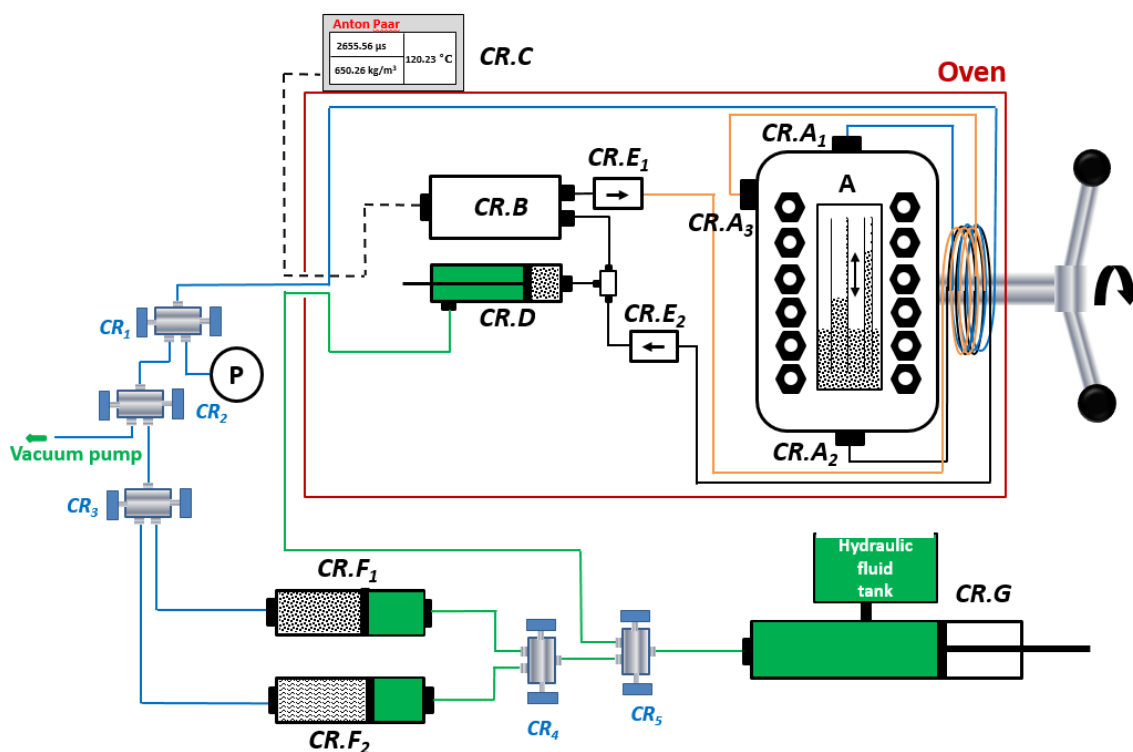 Anton Paar
2655.56 µs
650.26 kg/m³
120.23 °C
CR.C
Oven
CR.A₁
CR.E₁
A
CR.B
CR.A₃
CR.D
CR.E₂
CR₁
P
CR₂
Vacuum pump
CR.A₂
CR₃
Hydraulic
fluid
tank
CR.F₁
CR.G
CR.F₂
CR₄
CR₅